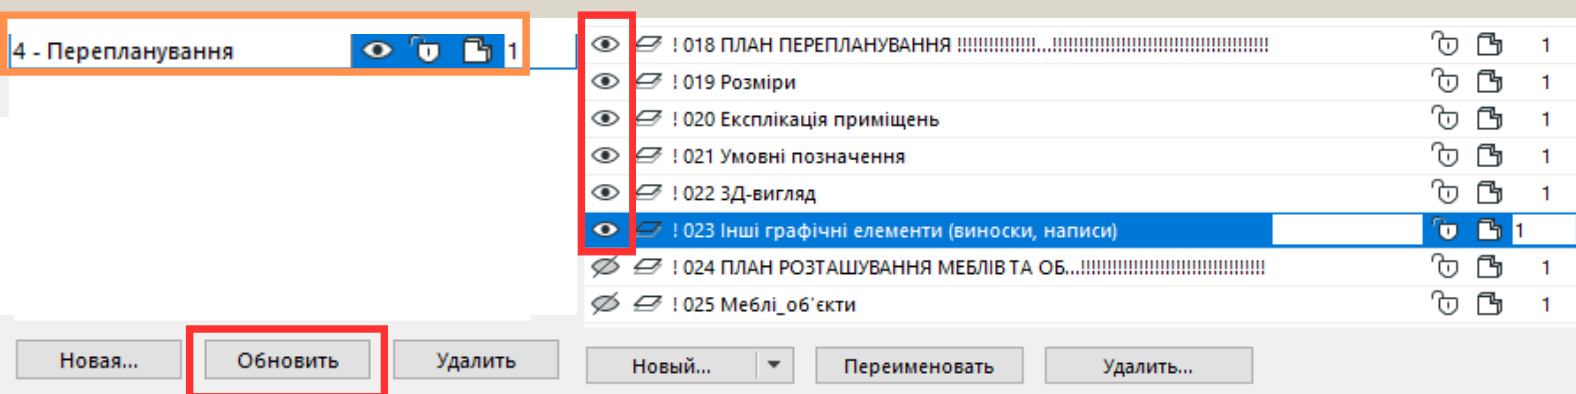 4 - Перепланування 1
! 018 ПЛАН ПЕРЕПЛАНУВАННЯ !!!!!!!!!!!!!!!...!!!!!!!!!!!!!!!!!!!!!!!!!!!!!!!!!!!!!!!!! 1
! 019 Розміри 1
! 020 Експлікація приміщень 1
! 021 Умовні позначення 1
! 022 3Д-вигляд 1
! 023 Інші графічні елементи (виноски, написи) 1
! 024 ПЛАН РОЗТАШУВАННЯ МЕБЛІВ ТА ОБ...!!!!!!!!!!!!!!!!!!!!!!!!!!!!!!!!!!! 1
! 025 Меблі_об'єкти 1
Новая... Обновить Удалить
Новый... Переименовать Удалить...